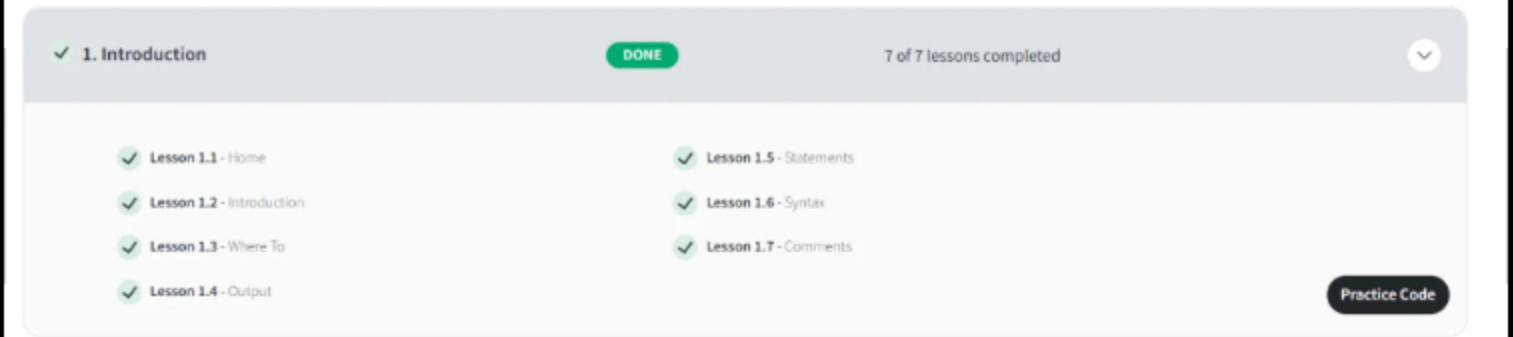 1. Introduction DONE 7 of 7 lessons completed
Lesson 1.1 - Home
Lesson 1.2 - Introduction
Lesson 1.3 - Where To
Lesson 1.4 - Output
Lesson 1.5 - Statements
Lesson 1.6 - Syntax
Lesson 1.7 - Comments
Practice Code